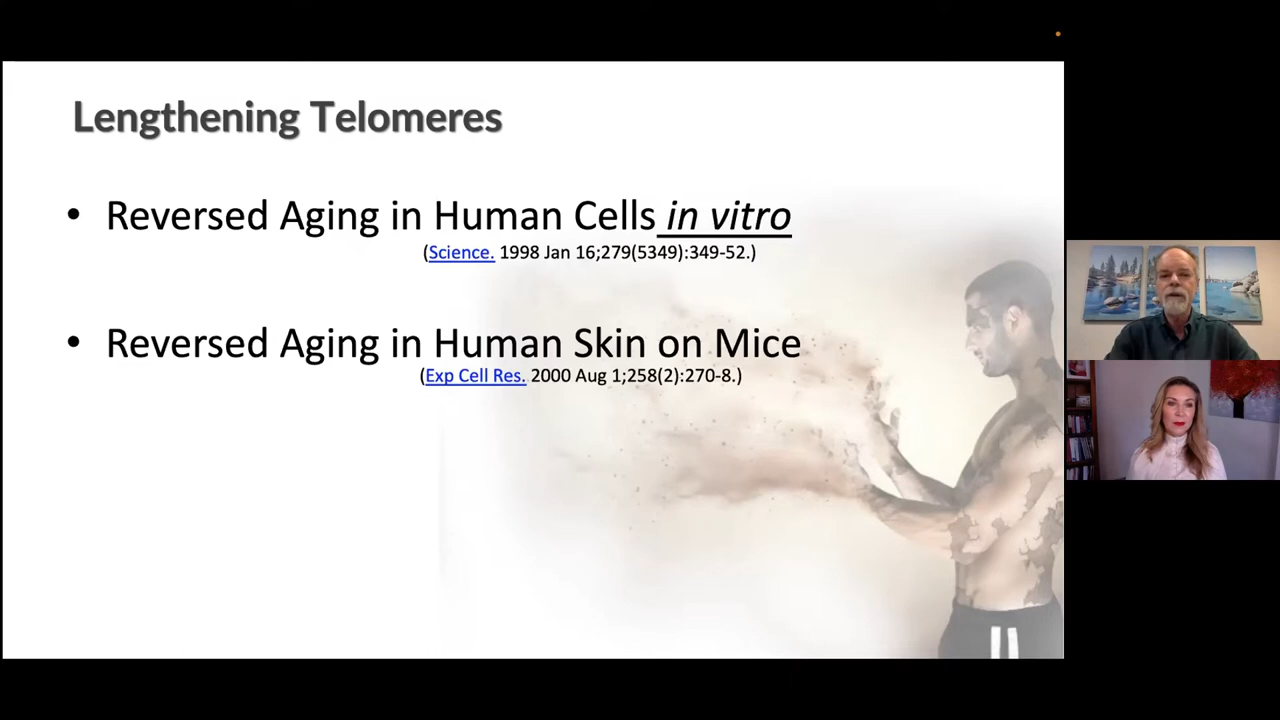 Lengthening Telomeres
• Reversed Aging in Human Cells in vitro
(Science. 1998 Jan 16;279(5349):349-52.)
• Reversed Aging in Human Skin on Mice
(Exp Cell Res. 2000 Aug 1;258(2):270-8.)